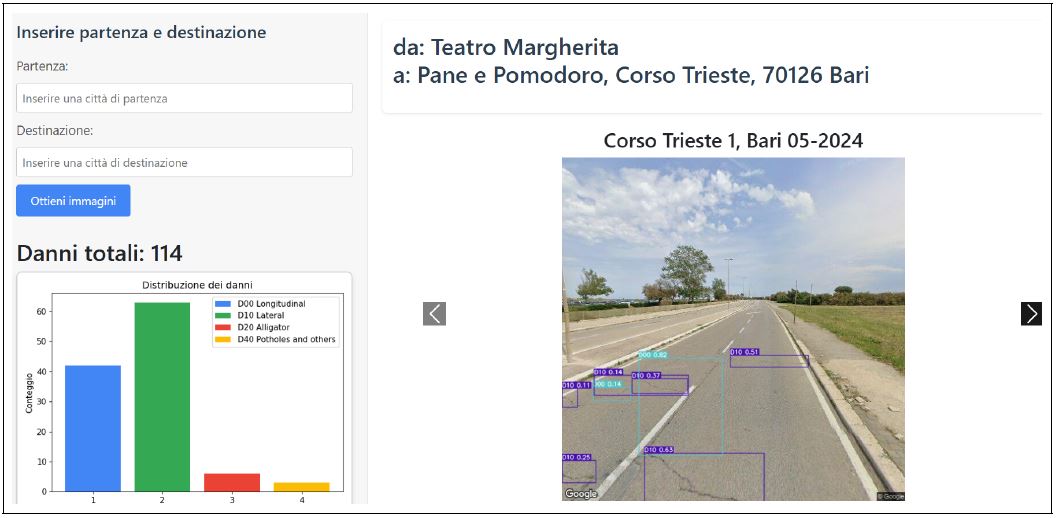 Inserire partenza e destinazione
Partenza:
Inserire una città di partenza
Destinazione:
Inserire una città di destinazione
Ottieni immagini
Danni totali: 114
Distribuzione dei danni
D00 Longitudinal
D10 Lateral
D20 Alligator
D40 Potholes and others
Conteggio
60
50
40
30
20
10
0
1 2 3 4
da: Teatro Margherita
a: Pane e Pomodoro, Corso Trieste, 70126 Bari
Corso Trieste 1, Bari 05-2024
D00 0.82
D10 0.51
D10 0.14
D10 0.37
D10 0.11
D00 0.14
D10 0.63
D10 0.25
Google
© Google